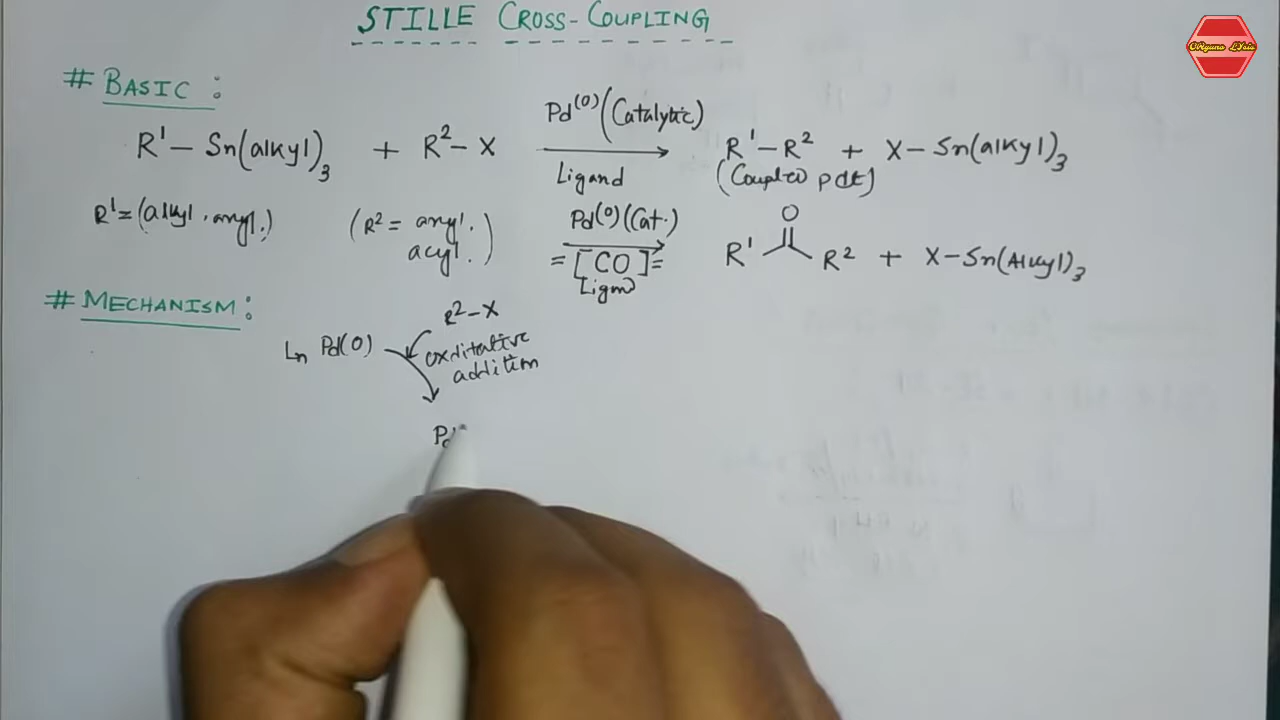 STILLE CROSS-COUPLING
# BASIC :
R¹ – Sn(alkyl)₃ + R² – X Pd⁽⁰⁾(Catalytic) Ligand R¹ – R² + X – Sn(alkyl)₃
(Coupled pdt)
R¹ = (alkyl, aryl.) (R² = aryl. acyl.) Pd⁽⁰⁾(Cat.) = [CO] = R¹ O R² + X – Sn(Alkyl)₃
# MECHANISM :
R² – X
Ln Pd(0)
addition
Pd